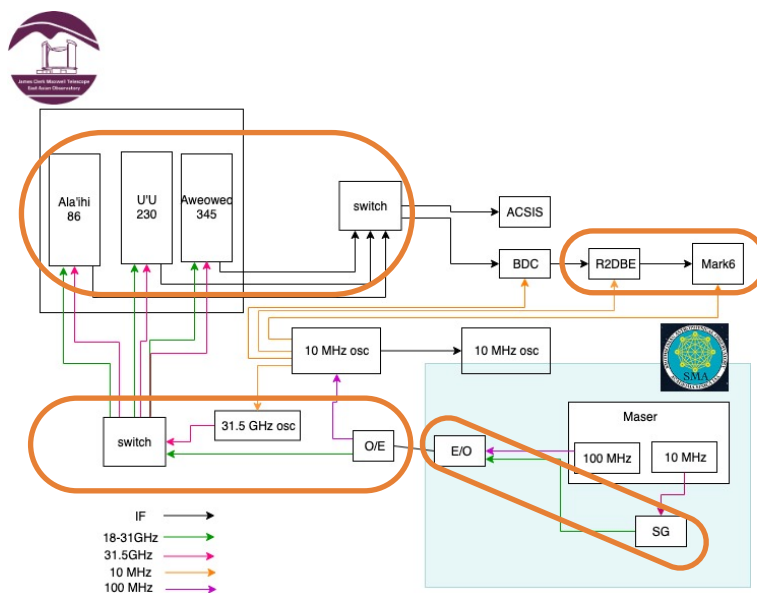 James Clerk Maxwell Telescope
East Asian Observatory
Ala'ihi
86
U'U
230
Aweoweo
345
switch
ACSIS
BDC
R2DBE
Mark6
10 MHz osc
10 MHz osc
SMA
Maser
31.5 GHz osc
switch
O/E
E/O
100 MHz
10 MHz
SG
IF
18-31GHz
31.5GHz
10 MHz
100 MHz